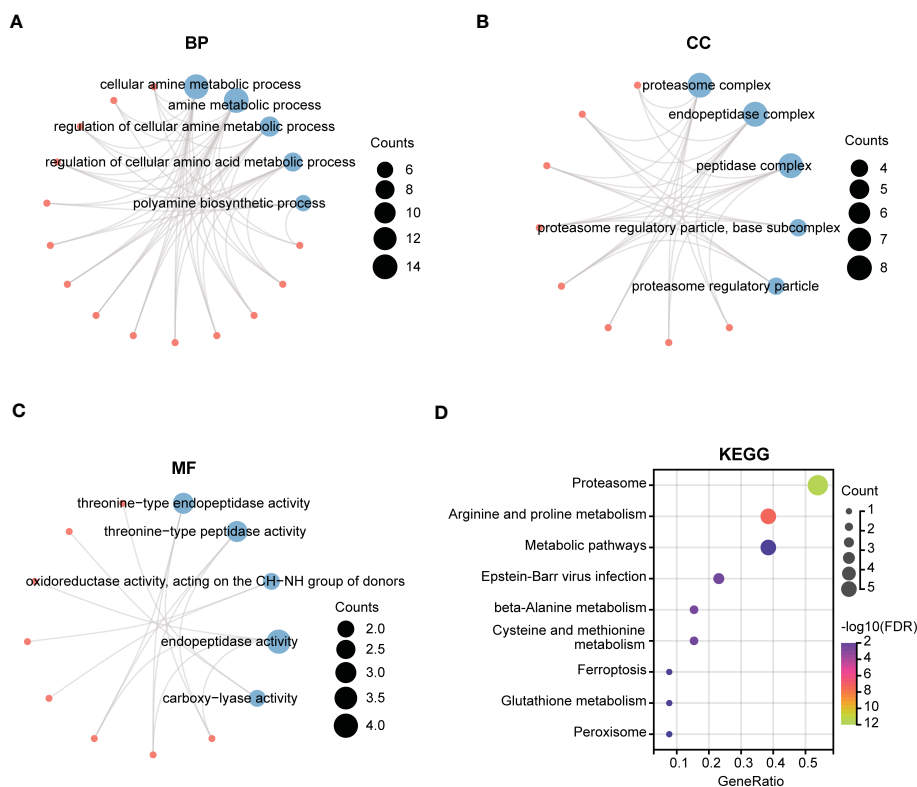 A
BP
cellular amine metabolic process
amine metabolic process
regulation of cellular amine metabolic process
regulation of cellular amino acid metabolic process
polyamine biosynthetic process
Counts
6
8
10
12
14
B
CC
proteasome complex
endopeptidase complex
peptidase complex
proteasome regulatory particle, base subcomplex
proteasome regulatory particle
Counts
4
5
6
7
8
C
MF
threonine−type endopeptidase activity
threonine−type peptidase activity
oxidoreductase activity, acting on the CH−NH group of donors
endopeptidase activity
carboxy−lyase activity
Counts
2.0
2.5
3.0
3.5
4.0
D
KEGG
Proteasome
Arginine and proline metabolism
Metabolic pathways
Epstein-Barr virus infection
beta-Alanine metabolism
Cysteine and methionine
metabolism
Ferroptosis
Glutathione metabolism
Peroxisome
0.1 0.2 0.3 0.4 0.5
GeneRatio
Count
1
2
3
4
5
-log10(FDR)
2
4
6
8
10
12